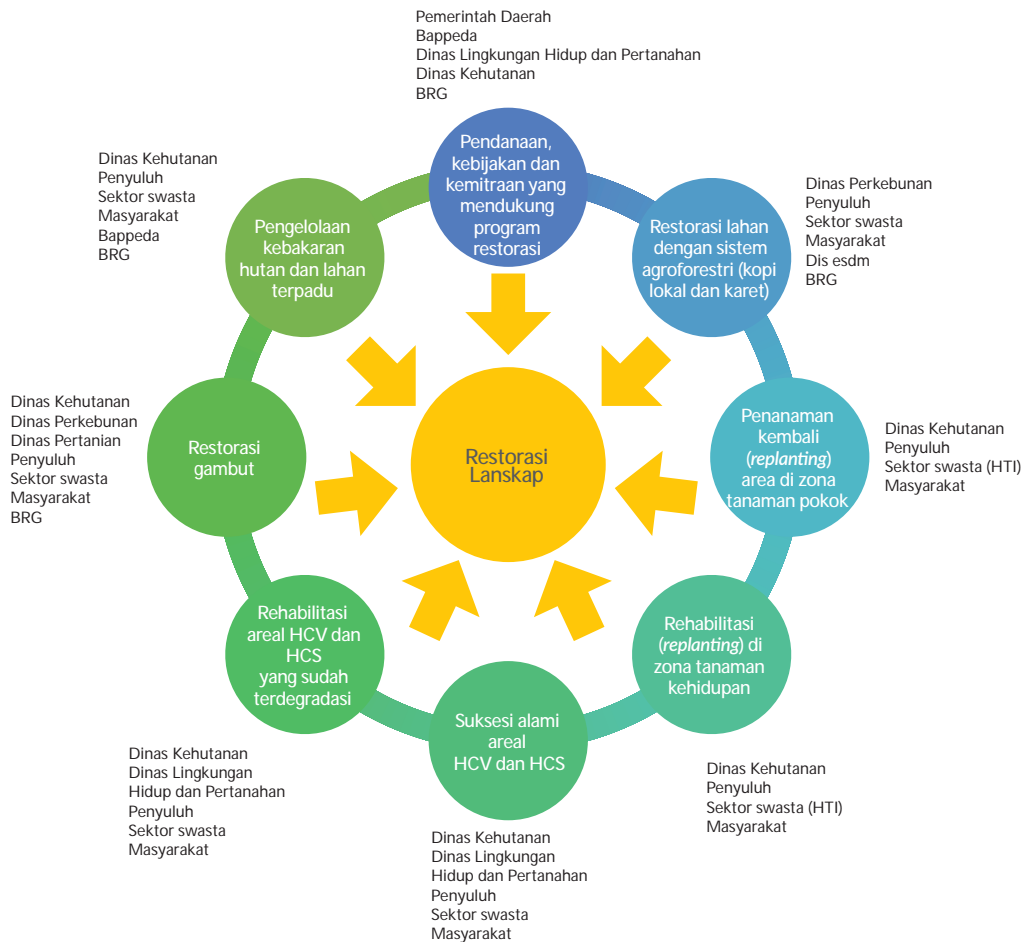 Pemerintah Daerah
Bappeda
Dinas Lingkungan Hidup dan Pertanahan
Dinas Kehutanan
BRG
Pendanaan,
kebijakan dan
kemitraan yang
mendukung
program
restorasi
Dinas Perkebunan
Penyuluh
Sektor swasta
Masyarakat
Dis esdm
BRG
Restorasi lahan
dengan sistem
agroforestri (kopi
lokal dan karet)
Dinas Kehutanan
Penyuluh
Sektor swasta (HTI)
Masyarakat
Penanaman
kembali
(replanting)
area di zona
tanaman pokok
Rehabilitasi
(replanting) di
zona tanaman
kehidupan
Dinas Kehutanan
Penyuluh
Sektor swasta (HTI)
Masyarakat
Suksesi alami
areal
HCV dan HCS
Dinas Kehutanan
Dinas Lingkungan
Hidup dan Pertanahan
Penyuluh
Sektor swasta
Masyarakat
Rehabilitasi
areal HCV dan
HCS
yang sudah
terdegradasi
Dinas Kehutanan
Dinas Lingkungan
Hidup dan Pertanahan
Penyuluh
Sektor swasta
Masyarakat
Dinas Kehutanan
Dinas Perkebunan
Dinas Pertanian
Penyuluh
Sektor swasta
Masyarakat
BRG
Restorasi
gambut
Dinas Kehutanan
Penyuluh
Sektor swasta
Masyarakat
Bappeda
BRG
Pengelolaan
kebakaran
hutan dan lahan
terpadu
Restorasi
Lanskap